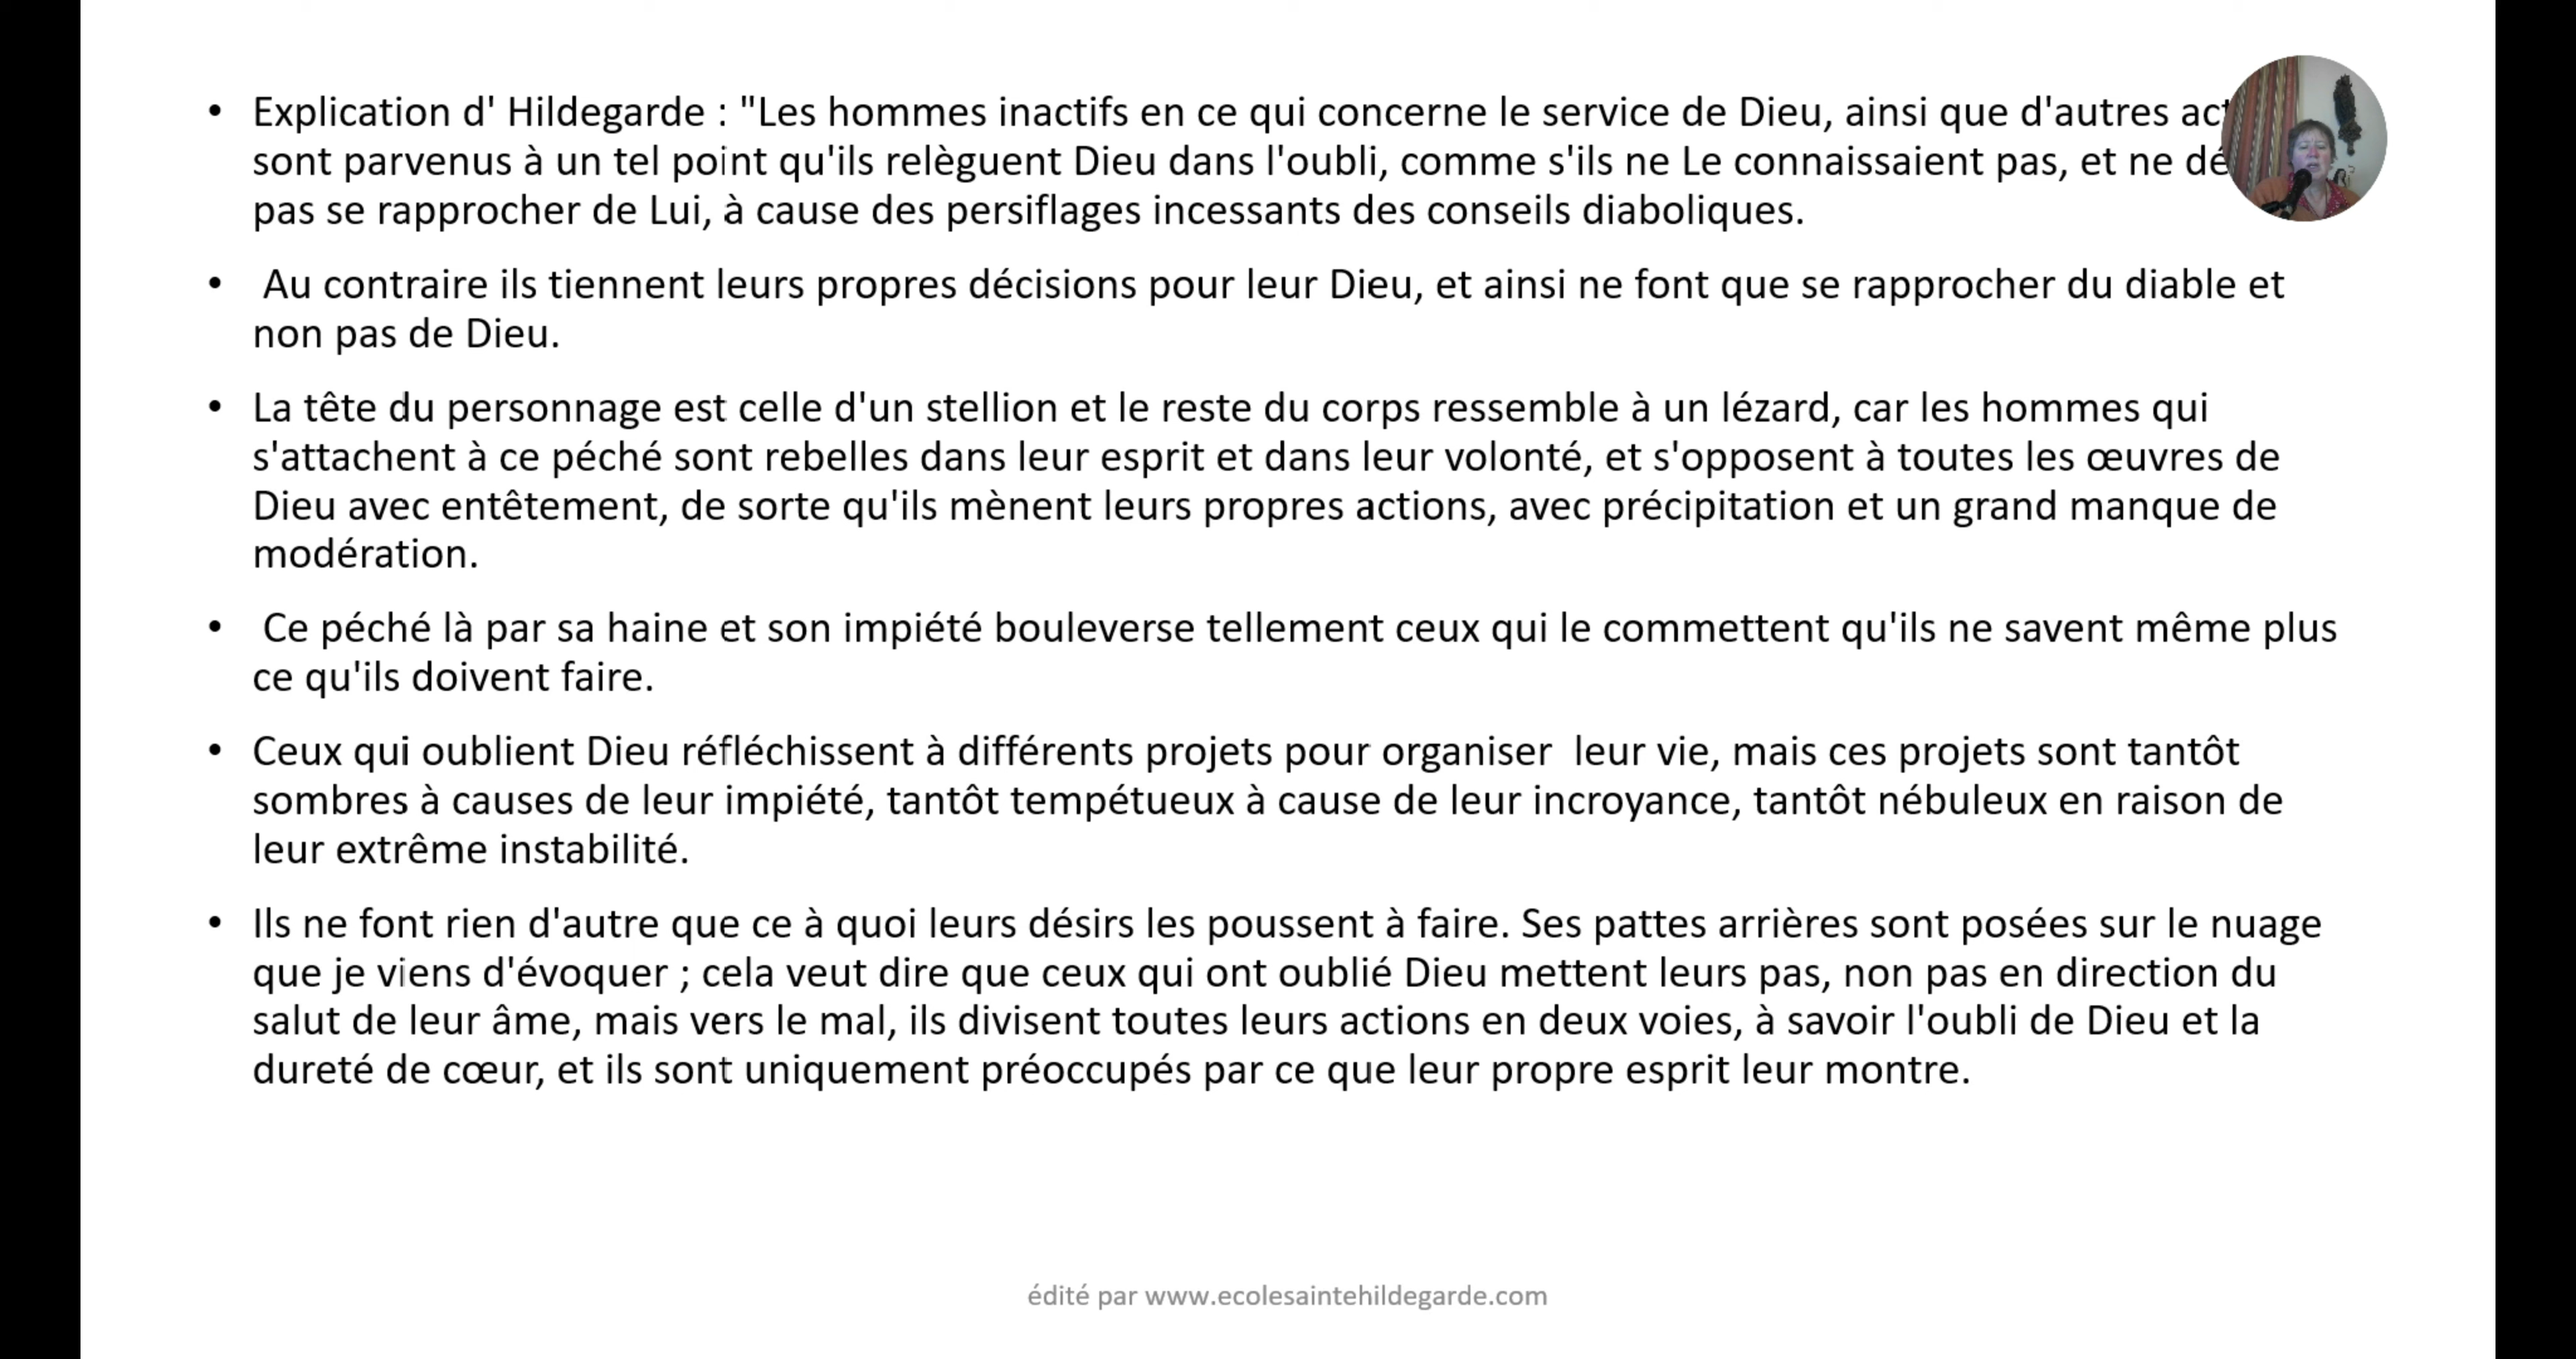 • Explication d' Hildegarde : "Les hommes inactifs en ce qui concerne le service de Dieu, ainsi que d'autres
sont parvenus à un tel point qu'ils relèguent Dieu dans l'oubli, comme s'ils ne Le connaissaient pas, et ne
pas se rapprocher de Lui, à cause des persiflages incessants des conseils diaboliques.
• Au contraire ils tiennent leurs propres décisions pour leur Dieu, et ainsi ne font que se rapprocher du diable et
non pas de Dieu.
• La tête du personnage est celle d'un stellion et le reste du corps ressemble à un lézard, car les hommes qui
s'attachent à ce péché sont rebelles dans leur esprit et dans leur volonté, et s'opposent à toutes les œuvres de
Dieu avec entêtement, de sorte qu'ils mènent leurs propres actions, avec précipitation et un grand manque de
modération.
• Ce péché là par sa haine et son impiété bouleverse tellement ceux qui le commettent qu'ils ne savent même plus
ce qu'ils doivent faire.
• Ceux qui oublient Dieu réfléchissent à différents projets pour organiser  leur vie, mais ces projets sont tantôt
sombres à causes de leur impiété, tantôt tempétueux à cause de leur incroyance, tantôt nébuleux en raison de
leur extrême instabilité.
• Ils ne font rien d'autre que ce à quoi leurs désirs les poussent à faire. Ses pattes arrières sont posées sur le nuage
que je viens d'évoquer ; cela veut dire que ceux qui ont oublié Dieu mettent leurs pas, non pas en direction du
salut de leur âme, mais vers le mal, ils divisent toutes leurs actions en deux voies, à savoir l'oubli de Dieu et la
dureté de cœur, et ils sont uniquement préoccupés par ce que leur propre esprit leur montre.
édité par www.ecolesaintehildegarde.com